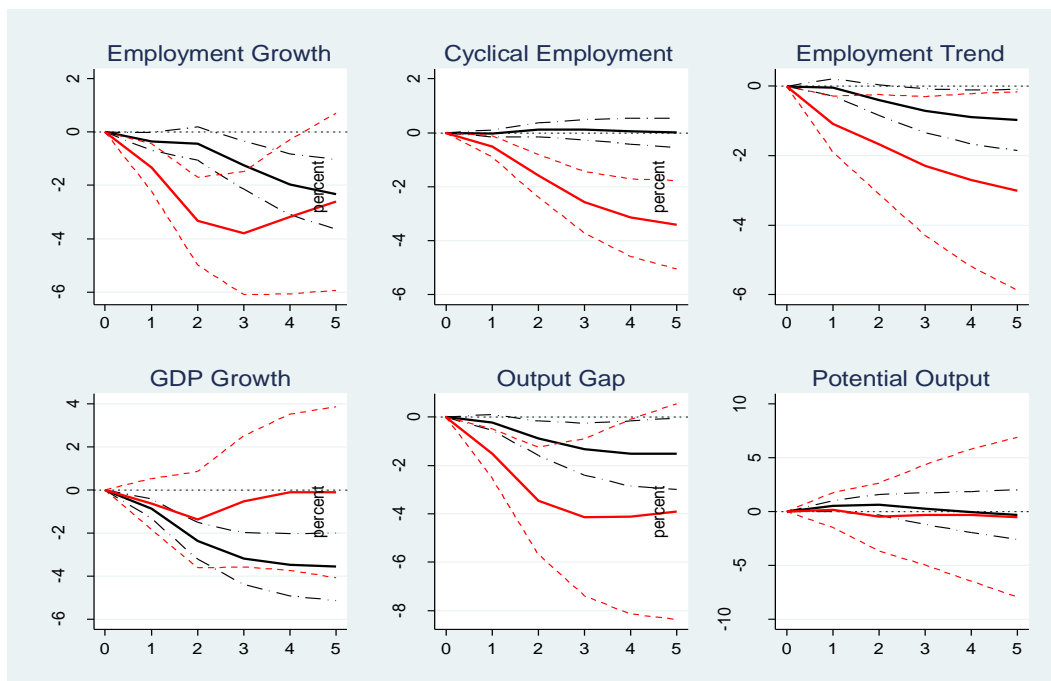 Employment Growth
2
0
-2
-4
-6
0 1 2 3 4 5
percent
Cyclical Employment
2
0
-2
-4
-6
0 1 2 3 4 5
percent
Employment Trend
0
-2
-4
-6
0 1 2 3 4 5
GDP Growth
4
2
0
-2
-4
-6
0 1 2 3 4 5
percent
Output Gap
0
-2
-4
-6
-8
0 1 2 3 4 5
percent
Potential Output
10
5
0
-5
-10
0 1 2 3 4 5